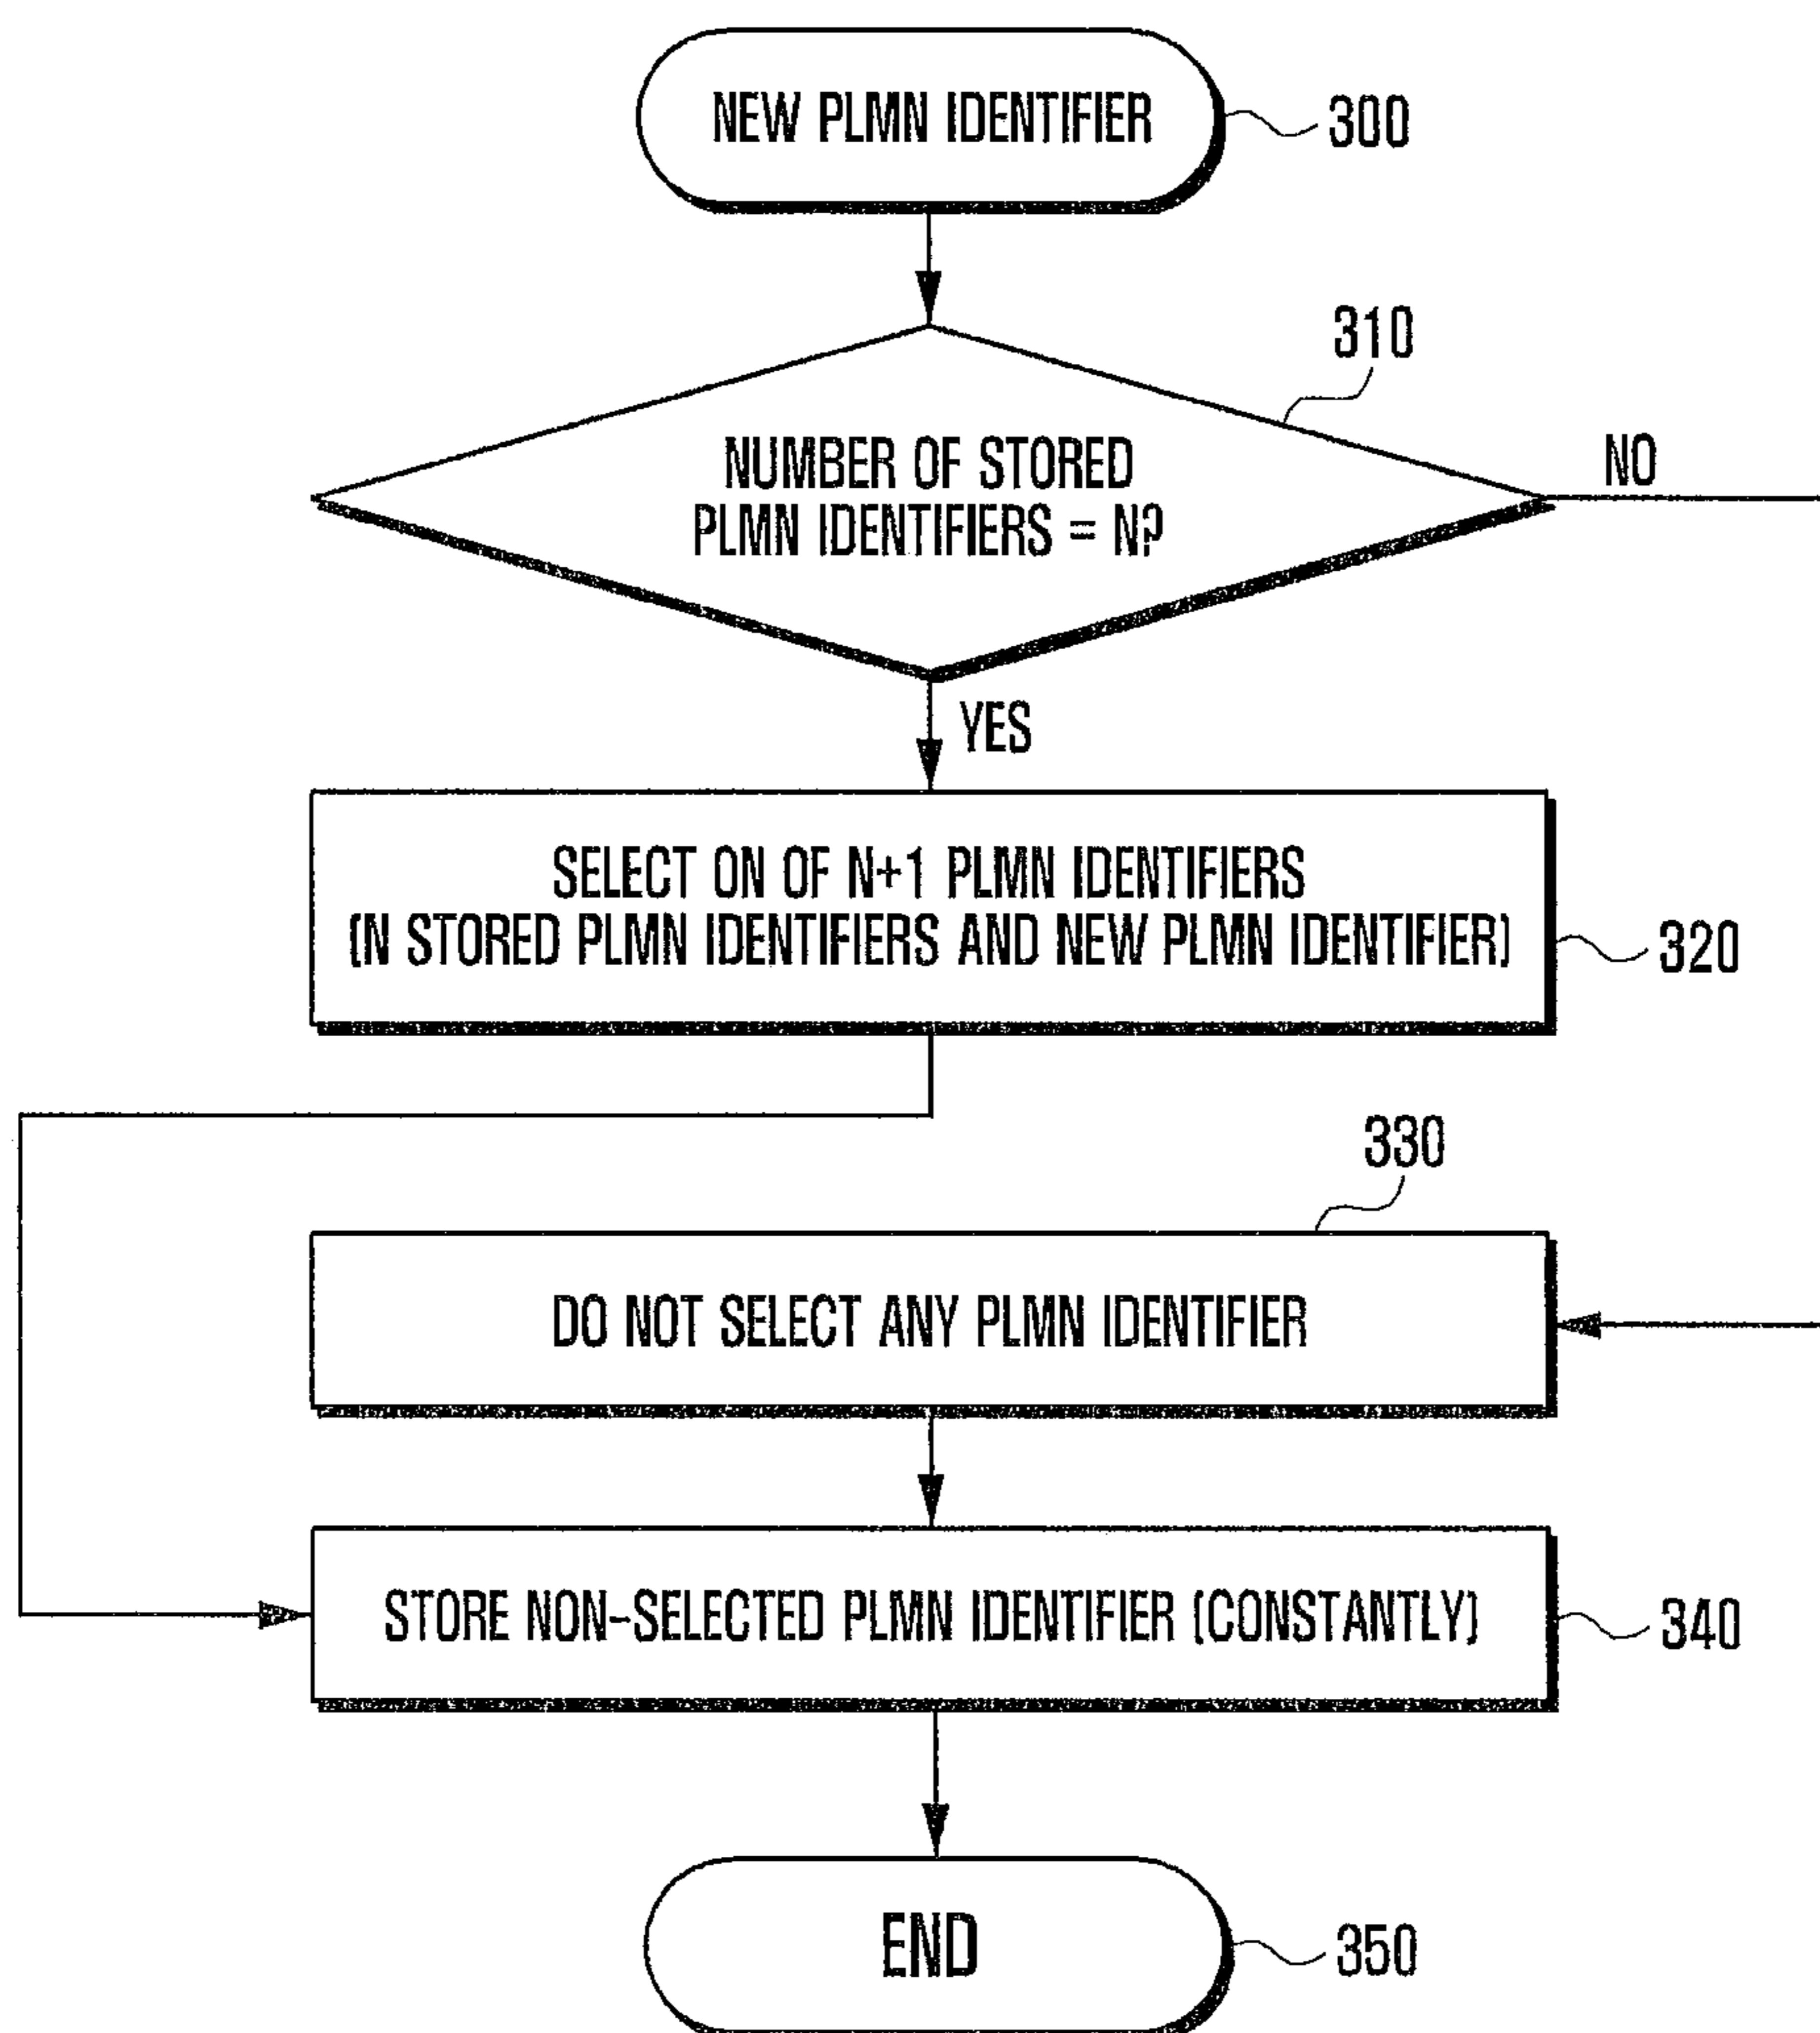 NEW PLMN IDENTIFIER
300
310
NUMBER OF STORED
PLMN IDENTIFIERS = N?
NO
YES
SELECT ON OF N+1 PLMN IDENTIFIERS
(N STORED PLMN IDENTIFIERS AND NEW PLMN IDENTIFIER)
320
330
DO NOT SELECT ANY PLMN IDENTIFIER
STORE NON-SELECTED PLMN IDENTIFIER (CONSTANTLY)
340
END
350